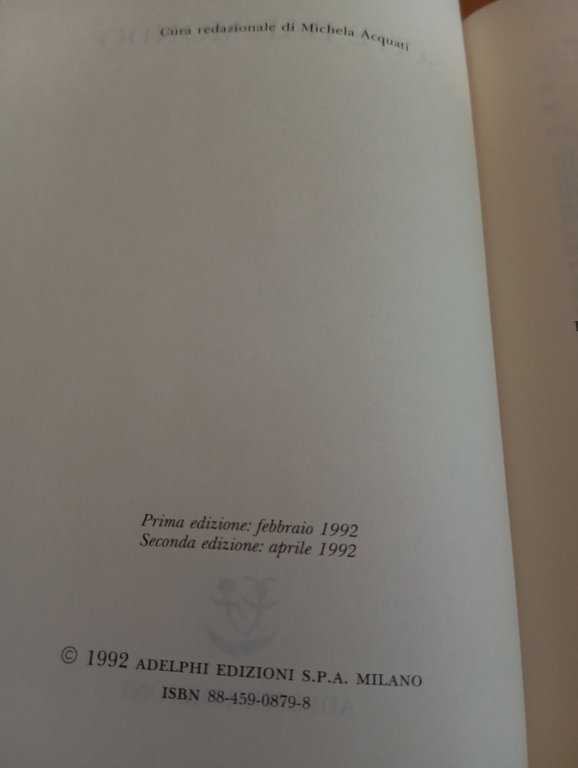 Cura redazionale di Michela Acquati
Prima edizione: febbraio 1992
Seconda edizione: aprile 1992
© 1992 ADELPHI EDIZIONI S.P.A. MILANO
ISBN 88-459-0879-8